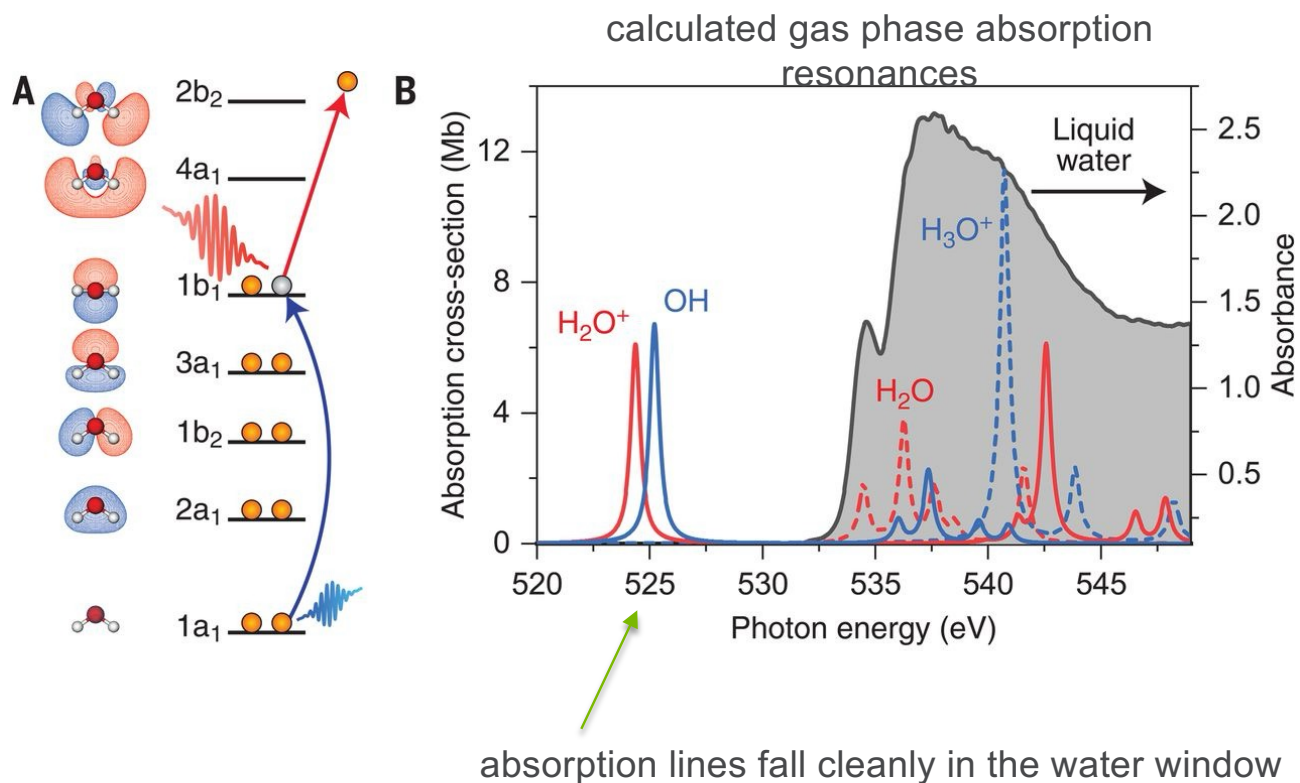 calculated gas phase absorption
resonances
A
2b₂
4a₁
1b₁
3a₁
1b₂
2a₁
1a₁
B
Absorption cross-section (Mb)
12
8
4
0
H₂O⁺
OH
H₂O
H₃O⁺
Liquid
water
2.5
2.0
1.5
1.0
0.5
Absorbance
520
525
530
535
540
545
Photon energy (eV)
absorption lines fall cleanly in the water window